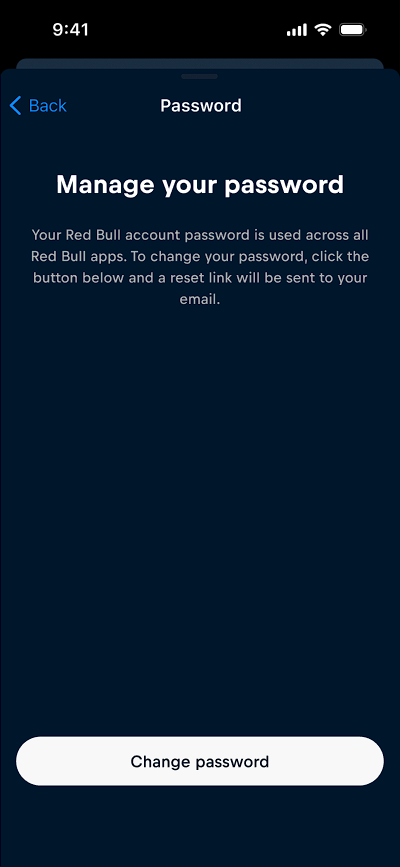 9:41
Back
Password
Manage your password
Your Red Bull account password is used across all
Red Bull apps. To change your password, click the
button below and a reset link will be sent to your
email.
Change password